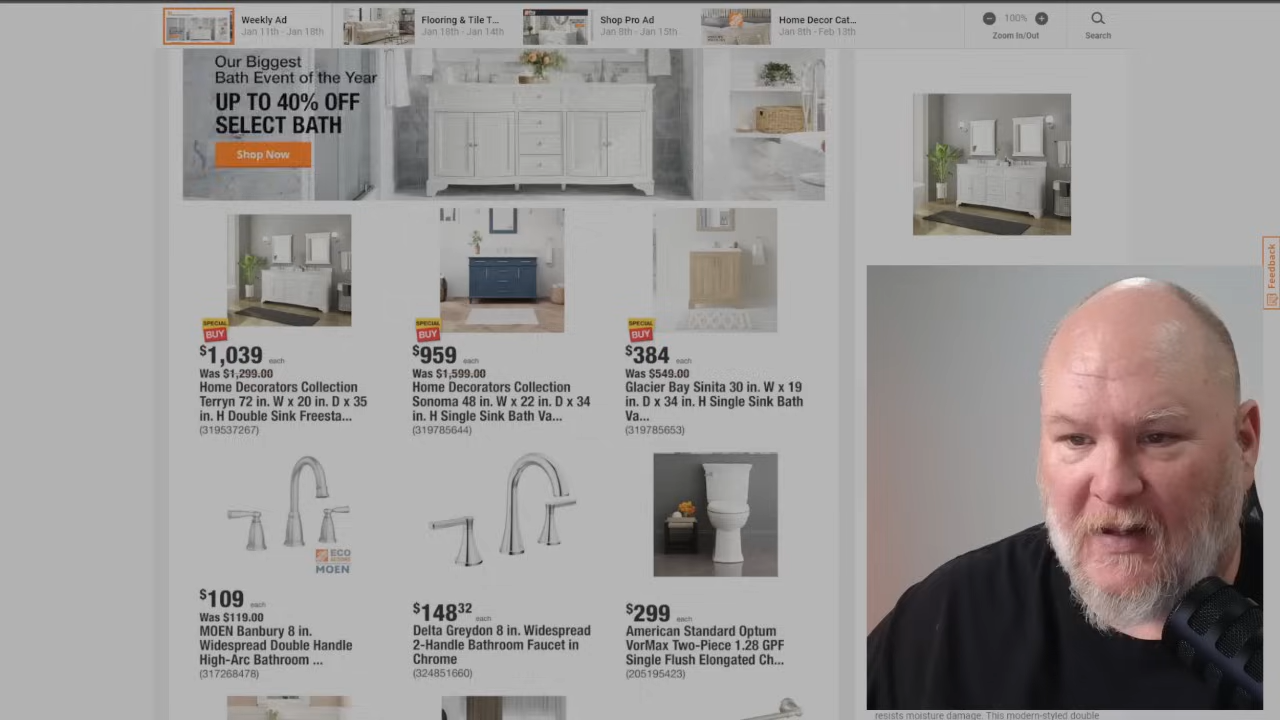 Weekly Ad
Jan 11th - Jan 18th
Flooring & Tile T...
Jan 18th - Jan 14th
Shop Pro Ad
Jan 8th - Jan 15th
Home Decor Cat...
Jan 8th - Feb 13th
100%
Zoom In/Out
Search
Our Biggest
Bath Event of the Year
UP TO 40% OFF
SELECT BATH
Shop Now
Feedback
SPECIAL BUY
$1,039 each
Was $1,299.00
Home Decorators Collection
Terryn 72 in. W x 20 in. D x 35
in. H Double Sink Freesta...
(319537267)
SPECIAL BUY
$959 each
Was $1,599.00
Home Decorators Collection
Sonoma 48 in. W x 22 in. D x 34
in. H Single Sink Bath Va...
(319785644)
SPECIAL BUY
$384 each
Was $549.00
Glacier Bay Sinita 30 in. W x 19
in. D x 34 in. H Single Sink Bath
Va...
(319785653)
ECO
ACTIONS
MOEN
$109 each
Was $119.00
MOEN Banbury 8 in.
Widespread Double Handle
High-Arc Bathroom ...
(317268478)
$148 32 each
Delta Greydon 8 in. Widespread
2-Handle Bathroom Faucet in
Chrome
(324851660)
$299 each
American Standard Optum
VorMax Two-Piece 1.28 GPF
Single Flush Elongated Ch...
(205195423)
resists moisture damage. This modern-styled double